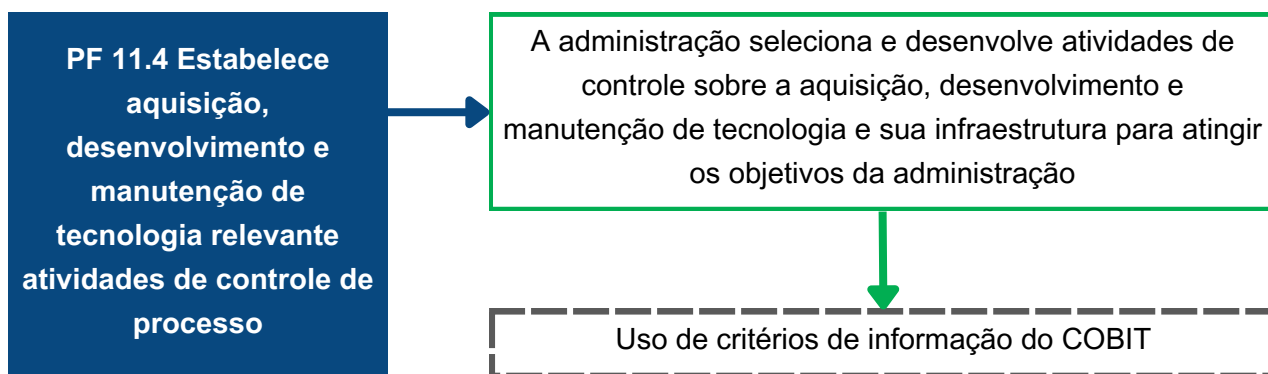 PF 11.4 Estabelece
aquisição,
desenvolvimento e
manutenção de
tecnologia relevante
atividades de controle de
processo
A administração seleciona e desenvolve atividades de
controle sobre a aquisição, desenvolvimento e
manutenção de tecnologia e sua infraestrutura para atingir
os objetivos da administração
Uso de critérios de informação do COBIT